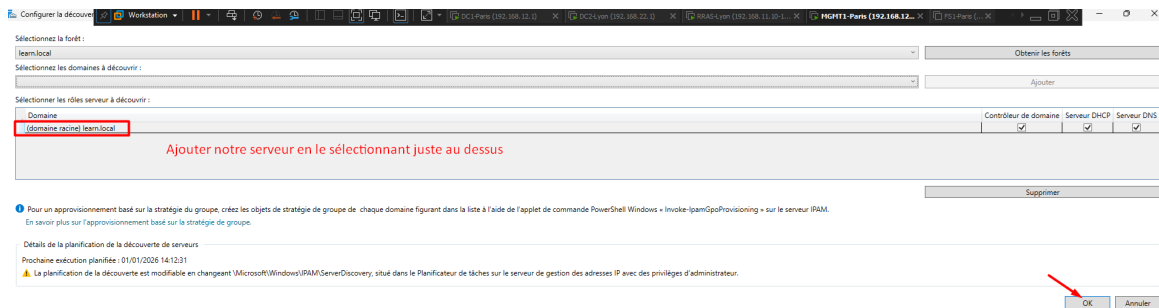 Configurer la découver
Workstation
DC1-Paris (192.168.12.1)
DC2-Lyon (192.168.22.1)
RRAS-Lyon (192.168.11.10-1...
MGMT1-Paris (192.168.12...
FS1-Paris (...
Sélectionnez la forêt :
learn.local
Obtenir les forêts
Sélectionnez les domaines à découvrir :
Ajouter
Sélectionner les rôles serveur à découvrir :
Domaine
Contrôleur de domaine
Serveur DHCP
Serveur DNS
(domaine racine) learn.local
Ajouter notre serveur en le sélectionnant juste au dessus
Supprimer
Pour un approvisionnement basé sur la stratégie du groupe, créez les objets de stratégie de groupe de chaque domaine figurant dans la liste à l'aide de l'applet de commande PowerShell Windows « Invoke-IpamGpoProvisioning » sur le serveur IPAM.
En savoir plus sur l'approvisionnement basé sur la stratégie de groupe.
Détails de la planification de la découverte de serveurs
Prochaine exécution planifiée : 01/01/2026 14:12:31
La planification de la découverte est modifiable en changeant \Microsoft\Windows\IPAM\ServerDiscovery, situé dans le Planificateur de tâches sur le serveur de gestion des adresses IP avec des privilèges d'administrateur.
OK
Annuler